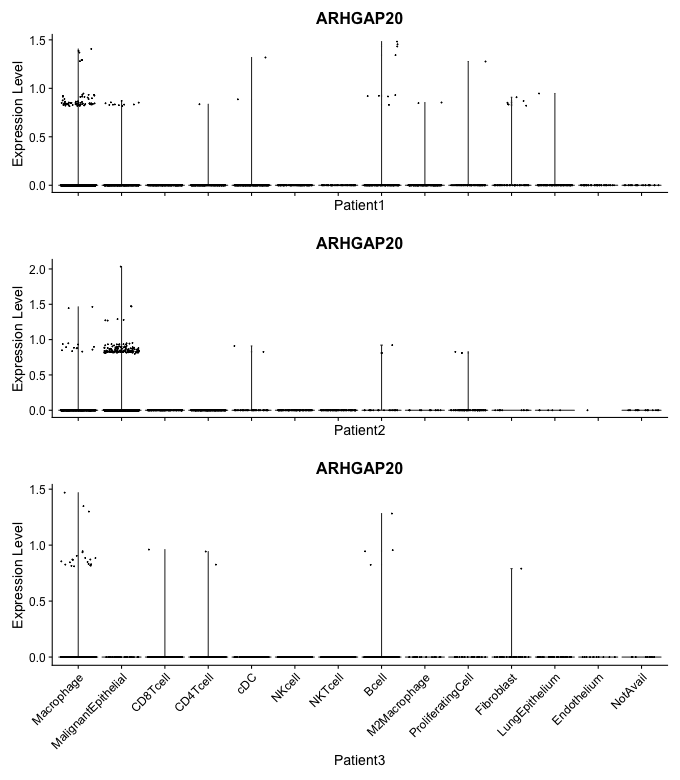 ARHGAP20
Expression Level
1.5
1.0
0.5
0.0
Patient1
ARHGAP20
Expression Level
2.0
1.5
1.0
0.5
0.0
Patient2
ARHGAP20
Expression Level
1.5
1.0
0.5
0.0
Macrophage
MalignantEpithelial
CD8Tcell
CD4Tcell
cDC
NKcell
NKTcell
Bcell
M2Macrophage
ProliferatingCell
Fibroblast
LungEpithelium
Endothelium
NotAvail
Patient3